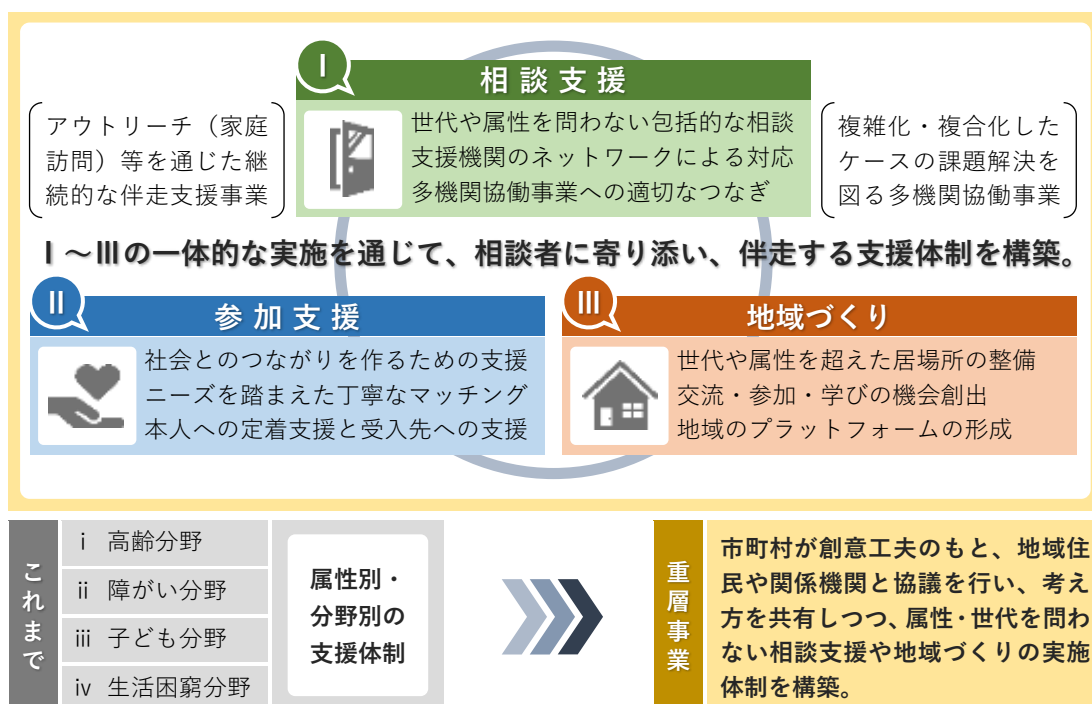 Ⅰ
相談支援
アウトリーチ（家庭
訪問）等を通じた継
続的な伴走支援事業
世代や属性を問わない包括的な相談
支援機関のネットワークによる対応
多機関協働事業への適切なつなぎ
複雑化・複合化した
ケースの課題解決を
図る多機関協働事業
Ⅰ～Ⅲの一体的な実施を通じて、相談者に寄り添い、伴走する支援体制を構築。
Ⅱ
参加支援
社会とのつながりを作るための支援
ニーズを踏まえた丁寧なマッチング
本人への定着支援と受入先への支援
Ⅲ
地域づくり
世代や属性を超えた居場所の整備
交流・参加・学びの機会創出
地域のプラットフォームの形成
これまで
ⅰ 高齢分野
ⅱ 障がい分野
ⅲ 子ども分野
ⅳ 生活困窮分野
属性別・
分野別の
支援体制
重層事業
市町村が創意工夫のもと、地域住
民や関係機関と協議を行い、考え
方を共有しつつ、属性・世代を問わ
ない相談支援や地域づくりの実施
体制を構築。